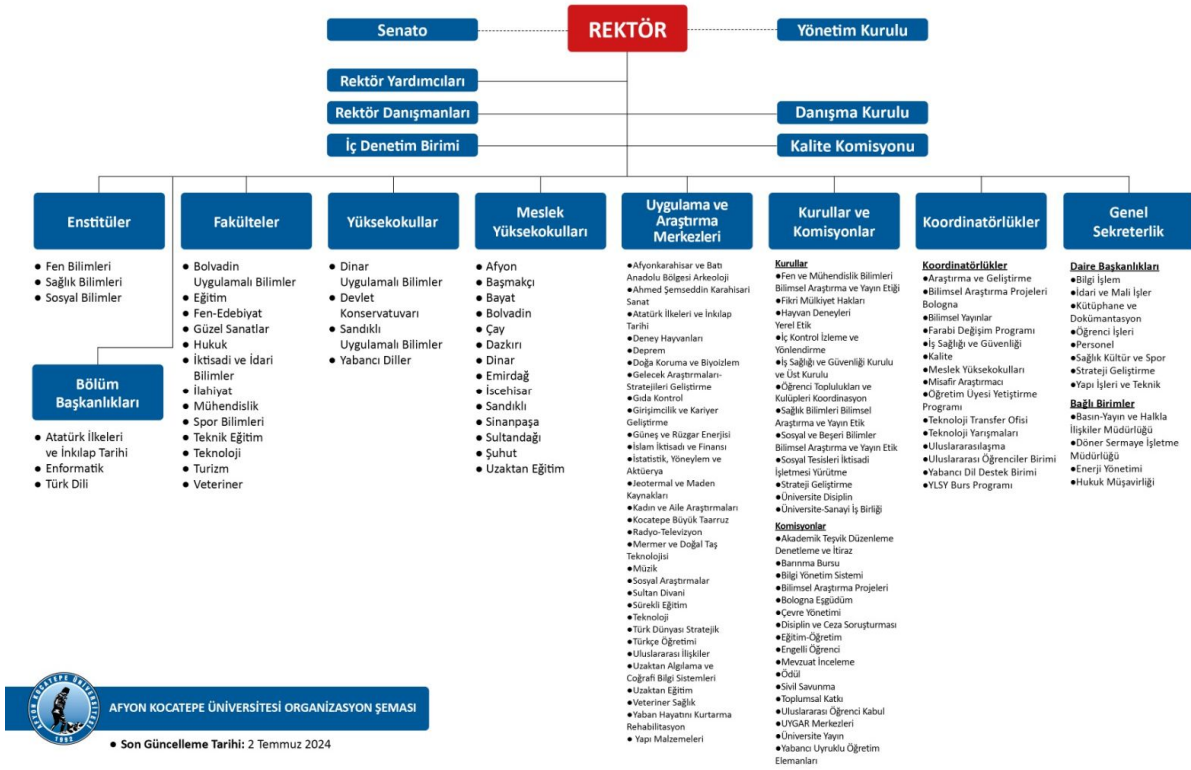 Senato
REKTÖR
Yönetim Kurulu
Rektör Yardımcıları
Rektör Danışmanları
Danışma Kurulu
İç Denetim Birimi
Kalite Komisyonu
Enstitüler
● Fen Bilimleri
● Sağlık Bilimleri
● Sosyal Bilimler
Bölüm
Başkanlıkları
● Atatürk İlkeleri
ve İnkılap Tarihi
● Enformatik
● Türk Dili
Fakülteler
● Bolvadin
Uygulamalı Bilimler
● Eğitim
● Fen-Edebiyat
● Güzel Sanatlar
● Hukuk
● İktisadi ve İdari
Bilimler
● İlahiyat
● Mühendislik
● Spor Bilimleri
● Teknik Eğitim
● Teknoloji
● Turizm
● Veteriner
Yüksekokullar
● Dinar
Uygulamalı Bilimler
● Devlet
Konservatuvarı
● Sandıklı
Uygulamalı Bilimler
● Yabancı Diller
Meslek
Yüksekokulları
● Afyon
● Başmakçı
● Bayat
● Bolvadin
● Çay
● Dazkırı
● Dinar
● Emirdağ
● İscehisar
● Sandıklı
● Sinanpaşa
● Sultandağı
● Şuhut
● Uzaktan Eğitim
Uygulama ve
Araştırma
Merkezleri
●Afyonkarahisar ve Batı
Anadolu Bölgesi Arkeoloji
●Ahmed Şemseddin Karahisari
Sanat
●Atatürk İlkeleri ve İnkılap
Tarihi
●Deney Hayvanları
●Deprem
●Doğa Koruma ve Biyoizlem
●Gelecek Araştırmaları-
Stratejileri Geliştirme
●Gıda Kontrol
●Girişimcilik ve Kariyer
Geliştirme
●Güneş ve Rüzgar Enerjisi
●İslam İktisadı ve Finansı
●İstatistik, Yöneylem ve
Aktüerya
●Jeotermal ve Maden
Kaynakları
●Kadın ve Aile Araştırmaları
●Kocatepe Büyük Taarruz
●Radyo-Televizyon
●Mermer ve Doğal Taş
Teknolojisi
●Müzik
●Sosyal Araştırmalar
●Sultan Divani
●Sürekli Eğitim
●Teknoloji
●Türk Dünyası Stratejik
●Türkçe Öğretimi
●Uluslararası İlişkiler
●Uzaktan Algılama ve
Coğrafi Bilgi Sistemleri
●Uzaktan Eğitim
●Veteriner Sağlık
●Yaban Hayatını Kurtarma
Rehabilitasyon
● Yapı Malzemeleri
Kurullar ve
Komisyonlar
Kurullar
●Fen ve Mühendislik Bilimleri
Bilimsel Araştırma ve Yayın Etiği
●Fikri Mülkiyet Hakları
●Hayvan Deneyleri
Yerel Etik
●İç Kontrol İzleme ve
Yönlendirme
●İş Sağlığı ve Güvenliği Kurulu
ve Üst Kurulu
●Öğrenci Toplulukları ve
Kulüpleri Koordinasyon
●Sağlık Bilimleri Bilimsel
Araştırma ve Yayın Etik
●Sosyal ve Beşeri Bilimler
Bilimsel Araştırma ve Yayın Etik
●Sosyal Tesisleri İktisadi
İşletmesi Yürütme
●Strateji Geliştirme
●Üniversite Disiplin
●Üniversite-Sanayi İş Birliği
Komisyonlar
●Akademik Teşvik Düzenleme
Denetleme ve İtiraz
●Barınma Bursu
●Bilgi Yönetim Sistemi
●Bilimsel Araştırma Projeleri
●Bologna Eşgüdüm
●Çevre Yönetimi
●Disiplin ve Ceza Soruşturması
●Eğitim-Öğretim
●Engelli Öğrenci
●Mevzuat İnceleme
●Ödül
●Sivil Savunma
●Toplumsal Katkı
●Uluslararası Öğrenci Kabul
●UYGAR Merkezleri
●Üniversite Yayın
●Yabancı Uyruklu Öğretim
Elemanları
Koordinatörlükler
Koordinatörlükler
●Araştırma ve Geliştirme
●Bilimsel Araştırma Projeleri
Bologna
●Bilimsel Yayınlar
●Farabi Değişim Programı
●İş Sağlığı ve Güvenliği
●Kalite
●Meslek Yüksekokulları
●Misafir Araştırmacı
●Öğretim Üyesi Yetiştirme
Programı
●Teknoloji Transfer Ofisi
●Teknoloji Yarışmaları
●Uluslararasılaşma
●Uluslararası Öğrenciler Birimi
●Yabancı Dil Destek Birimi
●YLSY Burs Programı
Genel
Sekreterlik
Daire Başkanlıkları
●Bilgi İşlem
●İdari ve Mali İşler
●Kütüphane ve
Dokümantasyon
●Öğrenci İşleri
●Personel
●Sağlık Kültür ve Spor
●Strateji Geliştirme
●Yapı İşleri ve Teknik
Bağlı Birimler
●Basın-Yayın ve Halkla
İlişkiler Müdürlüğü
●Döner Sermaye İşletme
Müdürlüğü
●Enerji Yönetimi
●Hukuk Müşavirliği
AFYON KOCATEPE ÜNİVERSİTESİ
1992
AFYON KOCATEPE ÜNİVERSİTESİ ORGANİZASYON ŞEMASI
● Son Güncelleme Tarihi: 2 Temmuz 2024